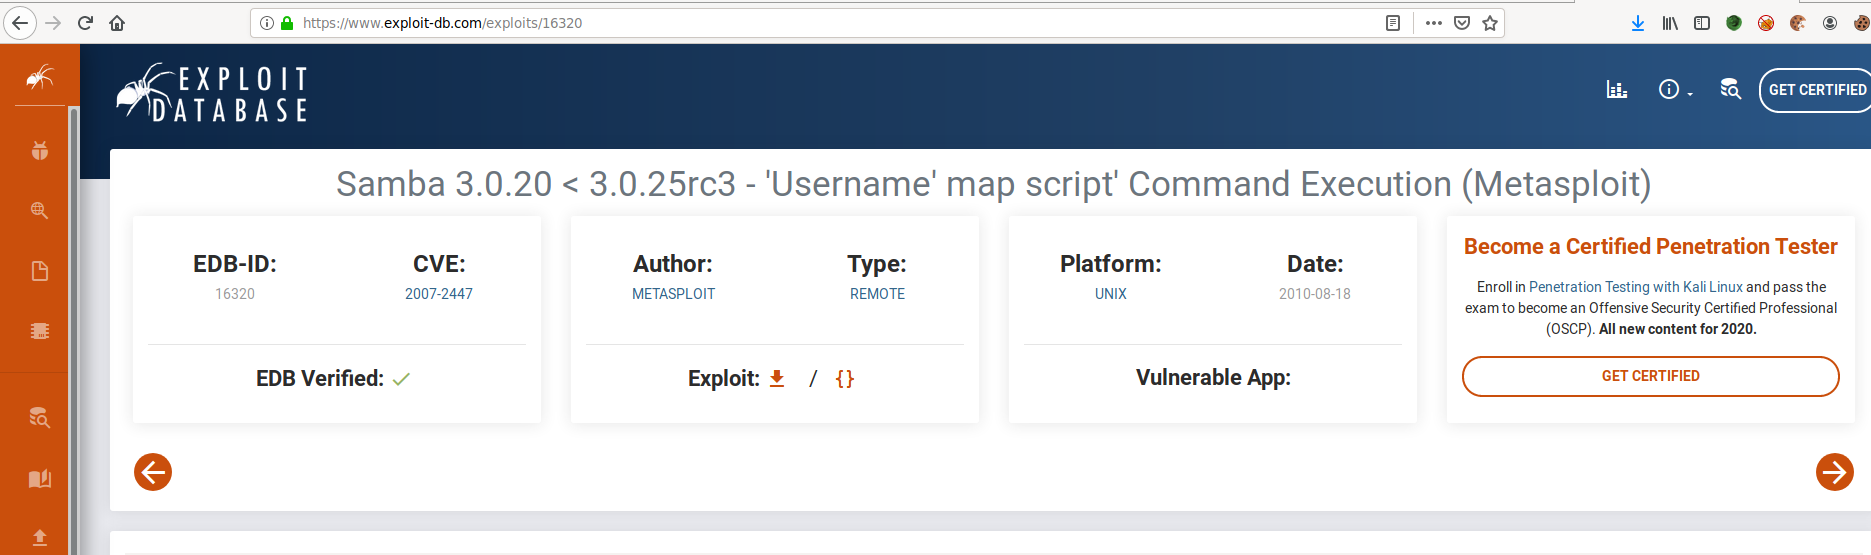 https://www.exploit-db.com/exploits/16320
EXPLOIT
DATABASE
GET CERTIFIED
Samba 3.0.20 < 3.0.25rc3 - 'Username' map script' Command Execution (Metasploit)
EDB-ID:
16320
CVE:
2007-2447
EDB Verified:
Author:
METASPLOIT
Type:
REMOTE
Exploit: / {}
Platform:
UNIX
Date:
2010-08-18
Vulnerable App:
Become a Certified Penetration Tester
Enroll in Penetration Testing with Kali Linux and pass the
exam to become an Offensive Security Certified Professional
(OSCP). All new content for 2020.
GET CERTIFIED